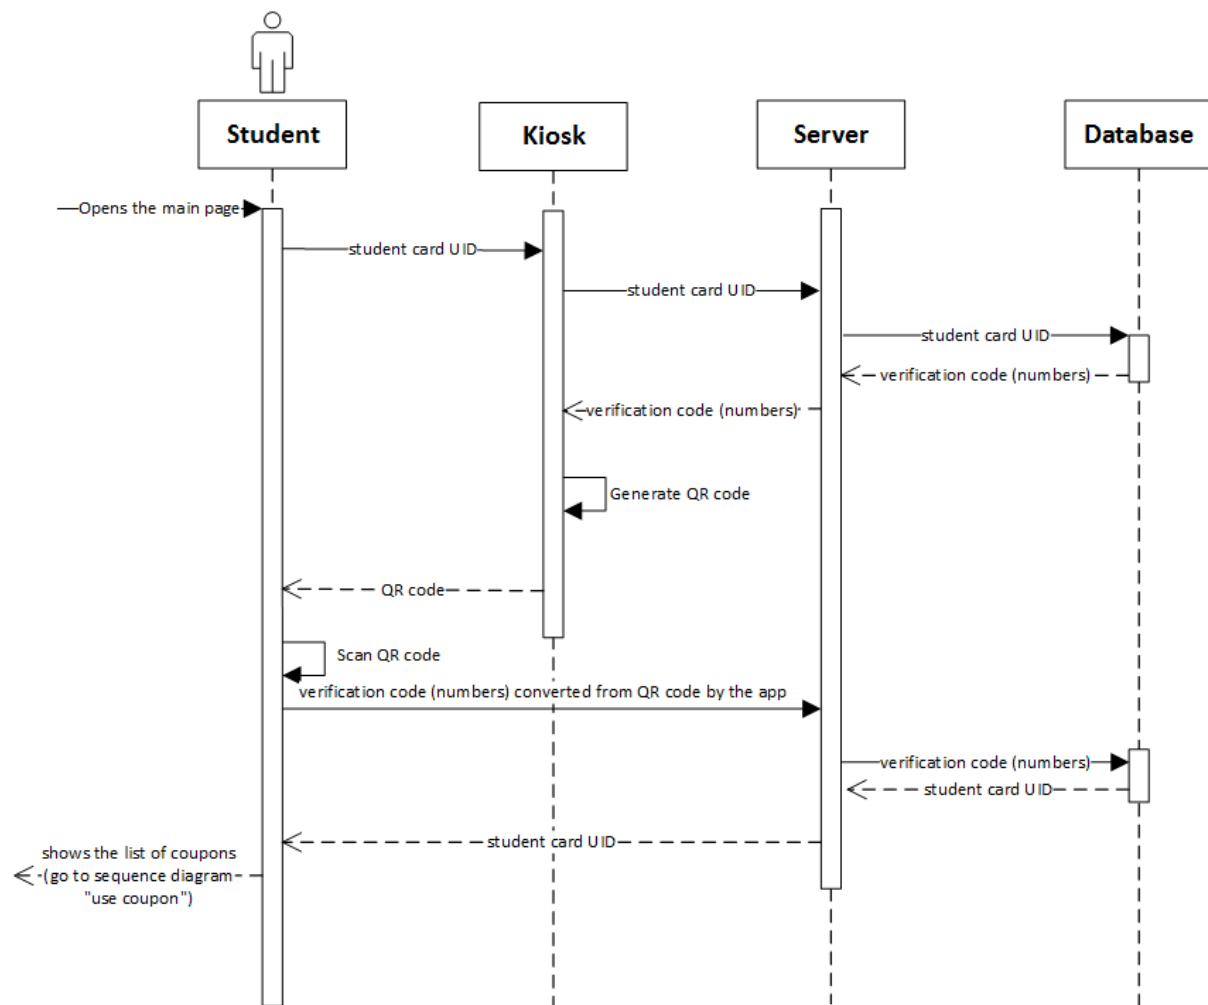 Student
Kiosk
Server
Database
Opens the main page
student card UID
student card UID
student card UID
verification code (numbers)
verification code (numbers)
Generate QR code
QR code
Scan QR code
verification code (numbers) converted from QR code by the app
verification code (numbers)
student card UID
student card UID
shows the list of coupons
(go to sequence diagram
"use coupon")